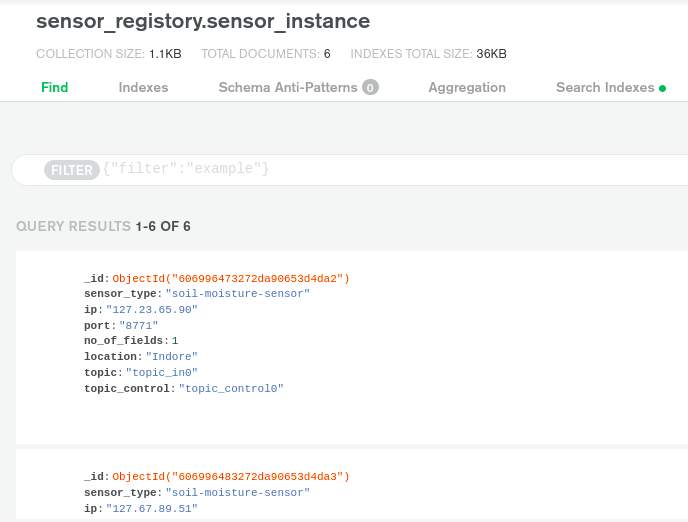 sensor_registory.sensor_instance
COLLECTION SIZE: 1.1KB TOTAL DOCUMENTS: 6 INDEXES TOTAL SIZE: 36KB
Find Indexes Schema Anti-Patterns 0 Aggregation Search Indexes
FILTER {"filter":"example"}
QUERY RESULTS 1-6 OF 6
_id: ObjectId("606996473272da90653d4da2")
sensor_type: "soil-moisture-sensor"
ip: "127.23.65.90"
port: "8771"
no_of_fields: 1
location: "Indore"
topic: "topic_in0"
topic_control: "topic_control0"
_id: ObjectId("606996483272da90653d4da3")
sensor_type: "soil-moisture-sensor"
ip: "127.67.89.51"